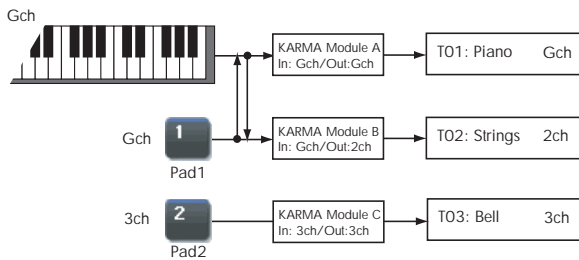 Gch
KARMA Module A
In: Gch/Out:Gch
T01: Piano Gch
Gch
1
Pad1
KARMA Module B
In: Gch/Out:2ch
T02: Strings 2ch
3ch
2
Pad2
KARMA Module C
In: 3ch/Out:3ch
T03: Bell 3ch